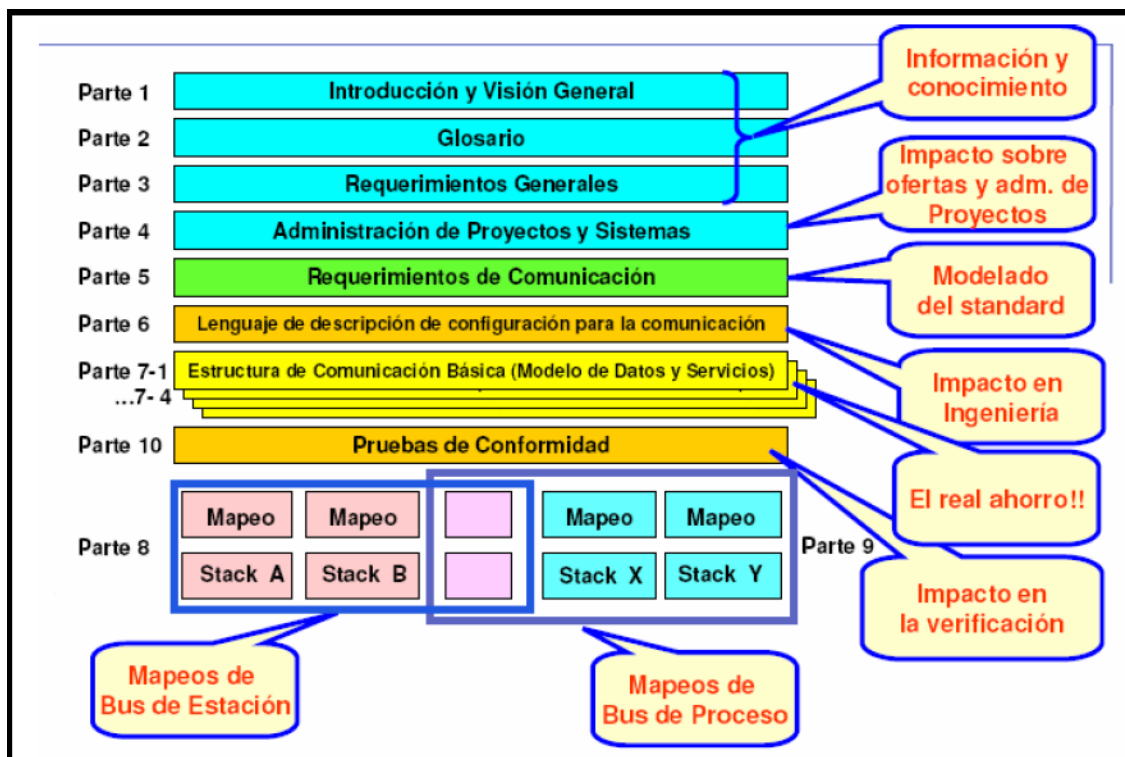 Parte 1
Introducción y Visión General
Información y
conocimiento
Parte 2
Glosario
Parte 3
Requerimientos Generales
Impacto sobre
ofertas y adm. de
Proyectos
Parte 4
Administración de Proyectos y Sistemas
Parte 5
Requerimientos de Comunicación
Modelado
del standard
Parte 6
Lenguaje de descripción de configuración para la comunicación
Impacto en
Ingeniería
Parte 7-1
...7- 4
Estructura de Comunicación Básica (Modelo de Datos y Servicios)
El real ahorro!!
Parte 10
Pruebas de Conformidad
Impacto en
la verificación
Parte 8
Mapeo
Mapeo
Mapeo
Mapeo
Parte 9
Stack A
Stack B
Stack X
Stack Y
Mapeos de
Bus de Estación
Mapeos de
Bus de Proceso